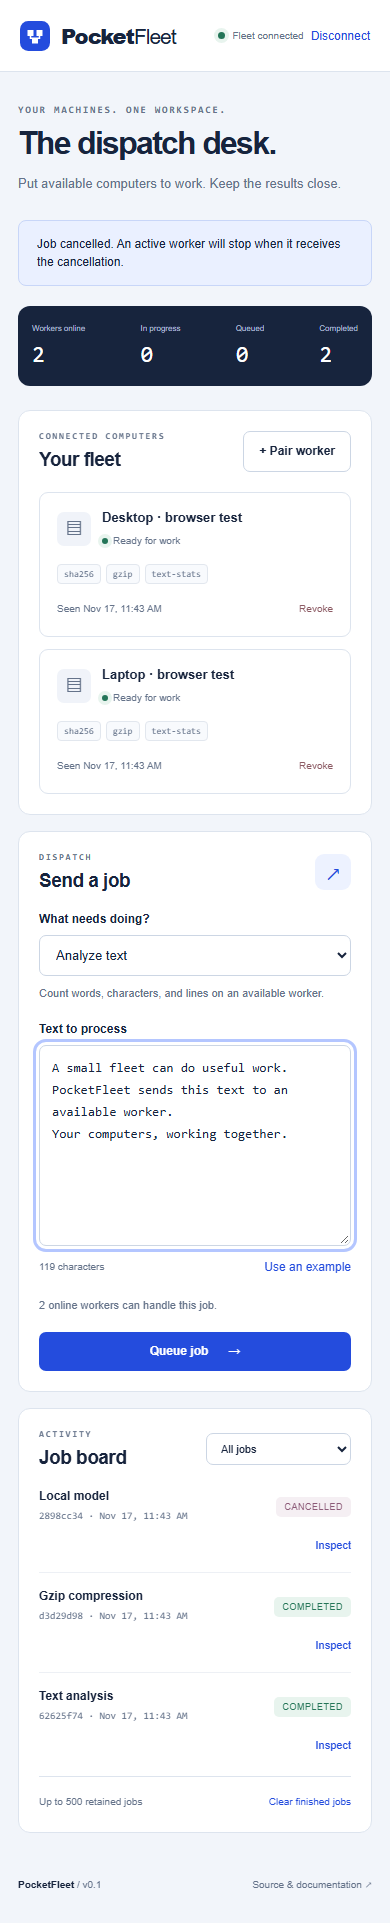 PocketFleet
Fleet connected Disconnect
YOUR MACHINES. ONE WORKSPACE.
The dispatch desk.
Put available computers to work. Keep the results close.
Job cancelled. An active worker will stop when it receives
the cancellation.
Workers online In progress Queued Completed
2 0 0 2
CONNECTED COMPUTERS
Your fleet
+ Pair worker
Desktop · browser test
Ready for work
sha256 gzip text-stats
Seen Nov 17, 11:43 AM Revoke
Laptop · browser test
Ready for work
sha256 gzip text-stats
Seen Nov 17, 11:43 AM Revoke
DISPATCH
Send a job
↗
What needs doing?
Analyze text
Count words, characters, and lines on an available worker.
Text to process
A small fleet can do useful work.
PocketFleet sends this text to an
available worker.
Your computers, working together.
119 characters Use an example
2 online workers can handle this job.
Queue job →
ACTIVITY
Job board
All jobs
Local model
CANCELLED
2898cc34 · Nov 17, 11:43 AM
Inspect
Gzip compression
COMPLETED
d3d29d98 · Nov 17, 11:43 AM
Inspect
Text analysis
COMPLETED
62625f74 · Nov 17, 11:43 AM
Inspect
Up to 500 retained jobs Clear finished jobs
PocketFleet / v0.1 Source & documentation ↗